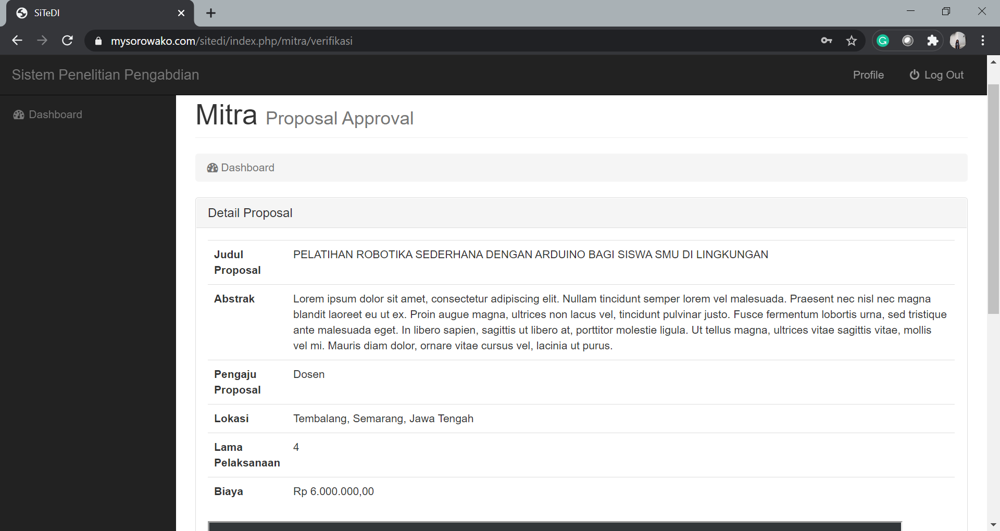 SiTeDI
mysorowako.com/sitedi/index.php/mitra/verifikasi
Sistem Penelitian Pengabdian
Profile
Log Out
Dashboard
Mitra Proposal Approval
Dashboard
Detail Proposal
Judul Proposal PELATIHAN ROBOTIKA SEDERHANA DENGAN ARDUINO BAGI SISWA SMU DI LINGKUNGAN
Abstrak
Lorem ipsum dolor sit amet, consectetur adipiscing elit. Nullam tincidunt semper lorem vel malesuada. Praesent nec nisl nec magna
blandit laoreet eu ut ex. Proin augue magna, ultrices non lacus vel, tincidunt pulvinar justo. Fusce fermentum lobortis urna, sed tristique
ante malesuada eget. In libero sapien, sagittis ut libero at, porttitor molestie ligula. Ut tellus magna, ultrices vitae sagittis vitae, mollis
vel mi. Mauris diam dolor, ornare vitae cursus vel, lacinia ut purus.
Pengaju Proposal Dosen
Lokasi Tembalang, Semarang, Jawa Tengah
Lama Pelaksanaan 4
Biaya Rp 6.000.000,00